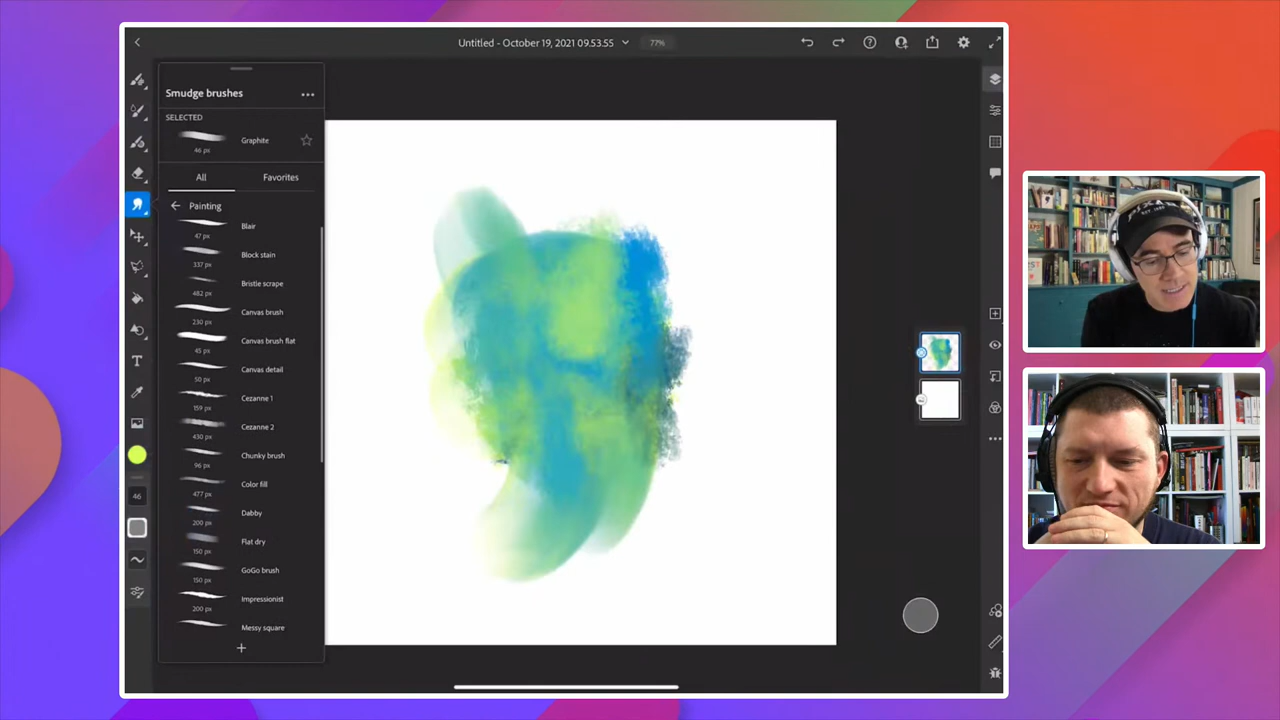 Untitled - October 19, 2021 09.53.55
77%
Smudge brushes
SELECTED
Graphite
46 px
All
Favorites
Painting
Blair
47 px
Block stain
337 px
Bristle scrape
482 px
Canvas brush
230 px
Canvas brush flat
45 px
Canvas detail
50 px
Cezanne 1
159 px
Cezanne 2
430 px
Chunky brush
96 px
Color fill
477 px
Dabby
200 px
Flat dry
150 px
GoGo brush
150 px
Impressionist
200 px
Messy square
46
PIXAR